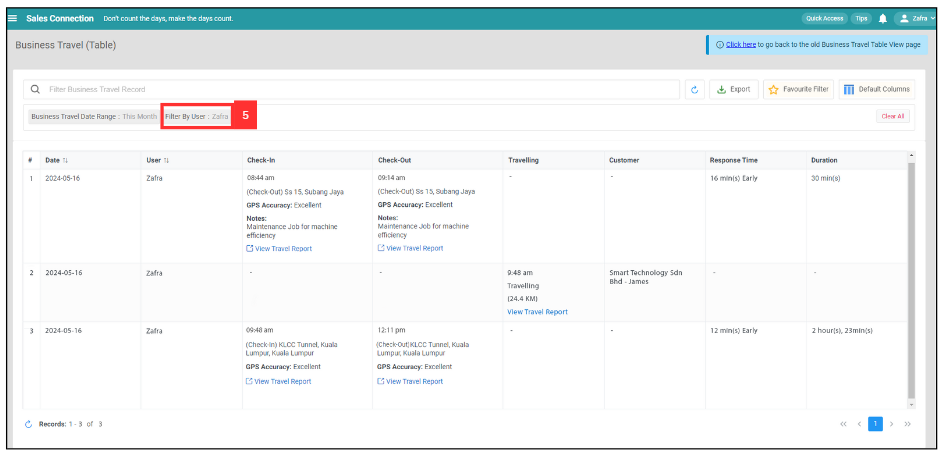 Sales Connection Don't count the days, make the days count. Quick Access Tips Zafra
Business Travel (Table) Click here to go back to the old Business Travel Table View page
Filter Business Travel Record Export Favourite Filter Default Columns
Business Travel Date Range : This Month Filter By User : Zafra 5 Clear All
# Date User Check-In Check-Out Travelling Customer Response Time Duration
1 2024-05-16 Zafra 08:44 am 09:14 am - - 16 min(s) Early 30 min(s)
(Check-Out) Ss 15, Subang Jaya (Check-Out) Ss 15, Subang Jaya
GPS Accuracy: Excellent GPS Accuracy: Excellent
Notes: Notes:
Maintenance Job for machine Maintenance Job for machine
efficiency efficiency
View Travel Report View Travel Report
2 2024-05-16 Zafra - - 9:48 am Smart Technology Sdn - -
Bhd - James
Travelling
(24.4 KM)
View Travel Report
3 2024-05-16 Zafra 09:48 am 12:11 pm - - 12 min(s) Early 2 hour(s), 23min(s)
(Check-In) KLCC Tunnel, Kuala (Check-Out)KLCC Tunnel, Kuala
Lumpur, Kuala Lumpur Lumpur, Kuala Lumpur
GPS Accuracy: Excellent GPS Accuracy: Excellent
View Travel Report View Travel Report
Records: 1 - 3 of 3 << < 1 > >>